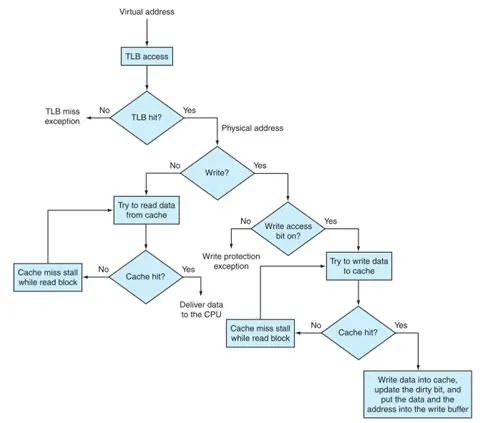 Virtual address
TLB access
TLB hit?
No
Yes
TLB miss
exception
Physical address
Write?
No
Yes
Try to read data
from cache
Write access
bit on?
No
Yes
Write protection
exception
Try to write data
to cache
Cache hit?
No
Yes
Cache miss stall
while read block
Deliver data
to the CPU
Cache hit?
No
Yes
Cache miss stall
while read block
Write data into cache,
update the dirty bit, and
put the data and the
address into the write buffer